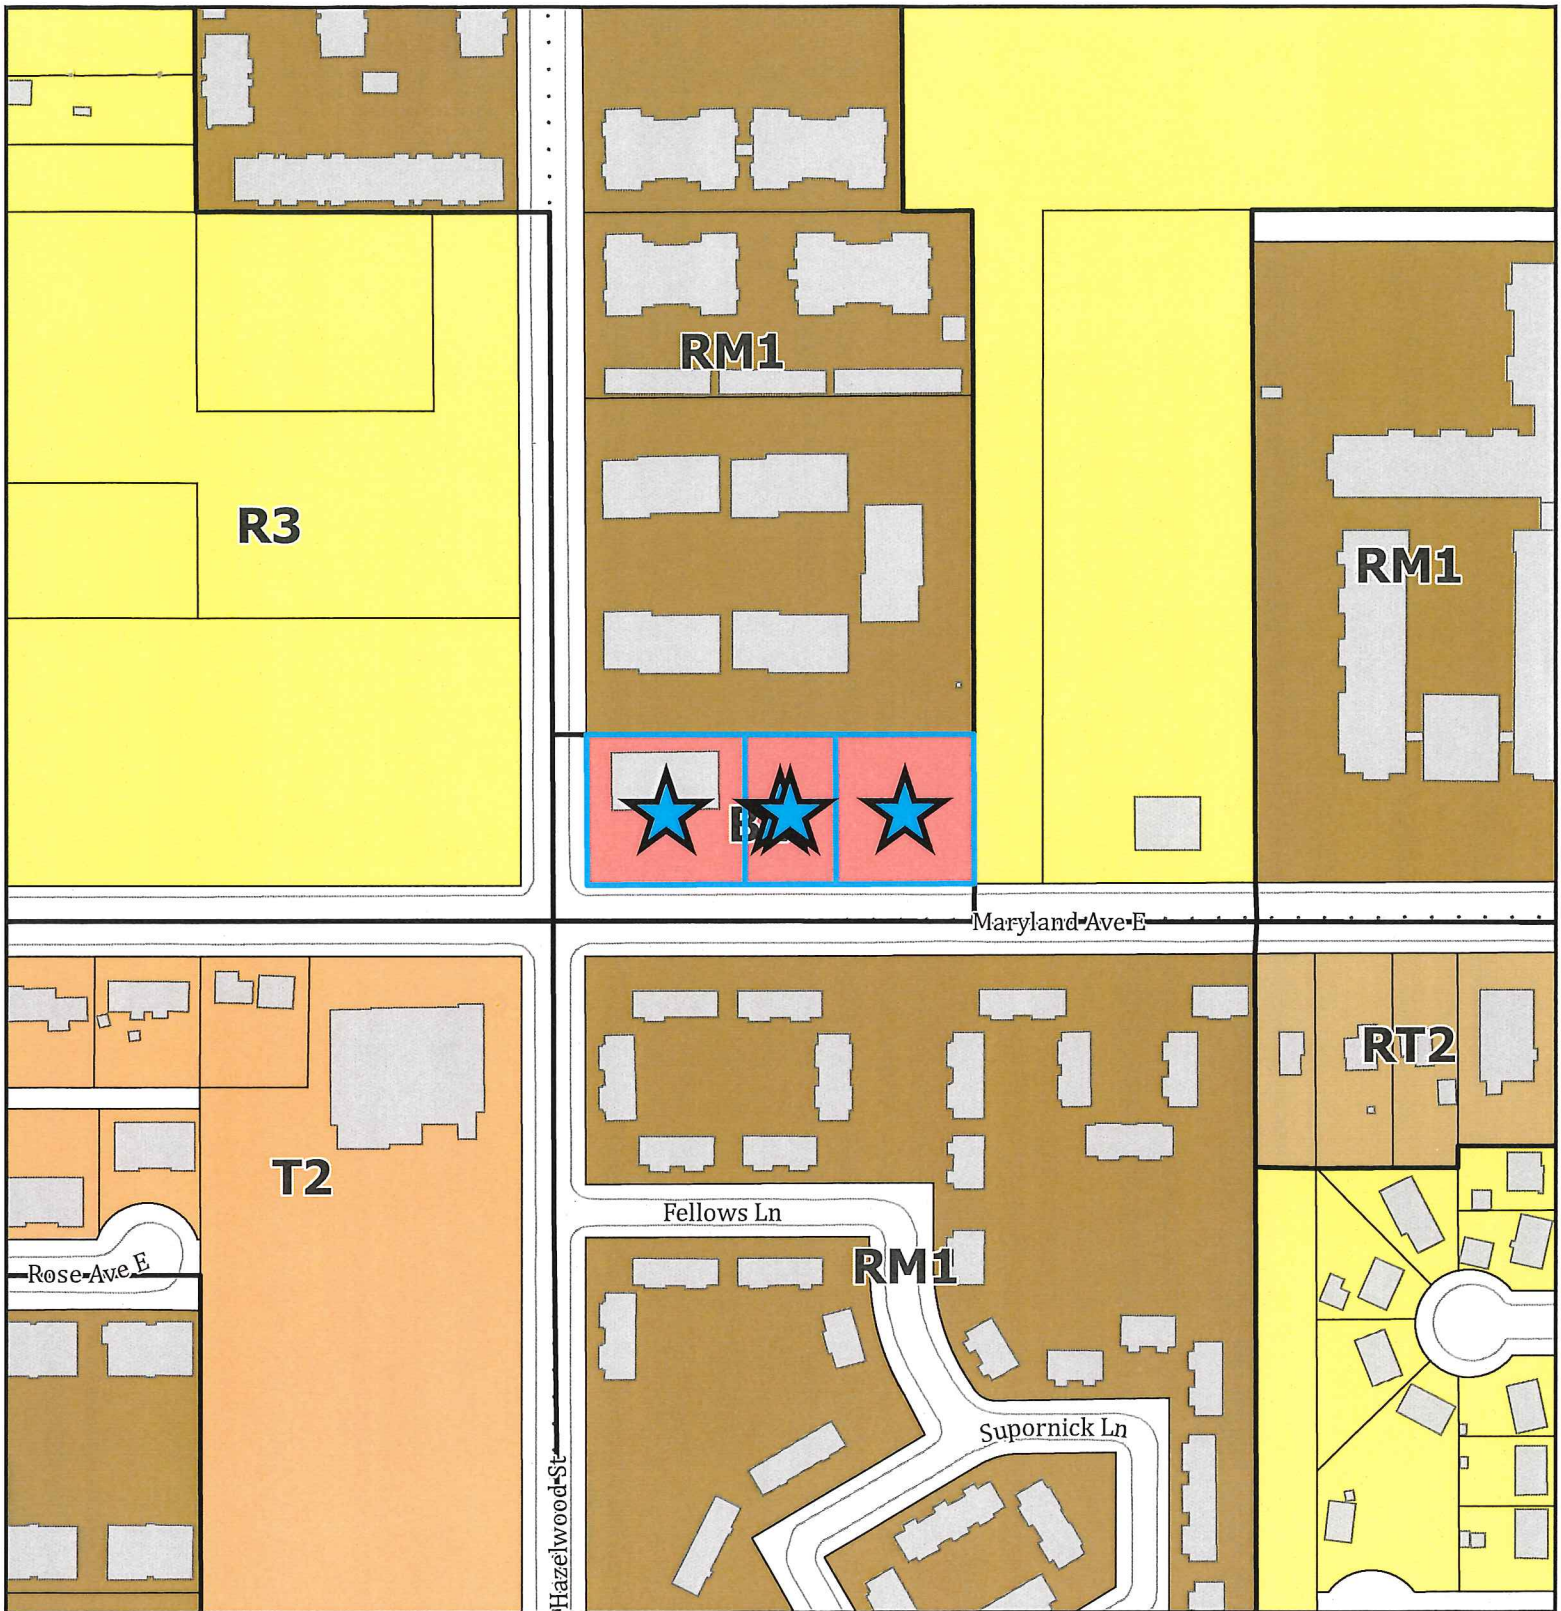 RM1
R3
RM1
B
Maryland Ave E
RT2
T2
Fellows Ln
RM1
Rose Ave E
Supornick Ln
Hazelwood St